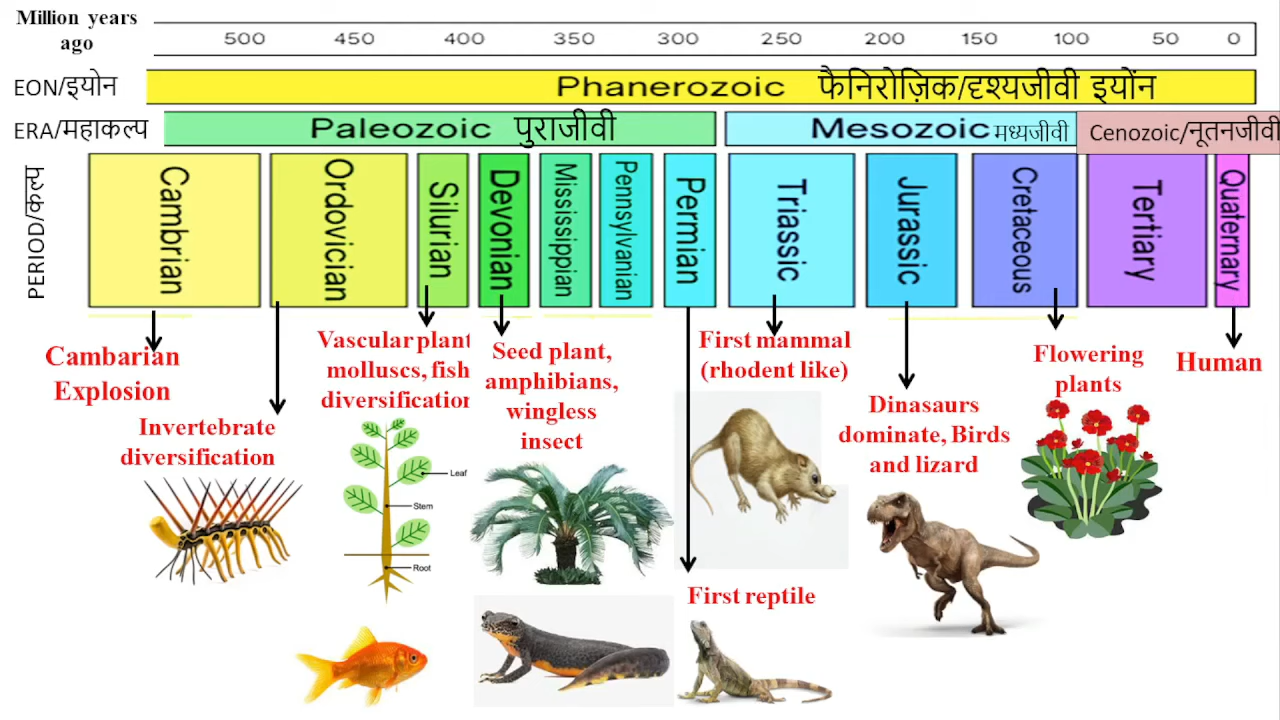 Million years
ago
500 450 400 350 300 250 200 150 100 50 0
EON/इयोन
Phanerozoic फैनिरोज़िक/दृश्यजीवी इयोंन
ERA/महाकल्प
Paleozoic पुराजीवी
Mesozoic मध्यजीवी
Cenozoic/नूतनजीवी
PERIOD/कल्प
Cambrian
Ordovician
Silurian
Devonian
Mississippian
Pennsylvanian
Permian
Triassic
Jurassic
Cretaceous
Tertiary
Quaternary
Cambarian
Explosion
Invertebrate
diversification
Vascular plant
molluscs, fish
diversification
Leaf
Stem
Root
Seed plant,
amphibians,
wingless
insect
First reptile
First mammal
(rhodent like)
Dinasaurs
dominate, Birds
and lizard
Flowering
plants
Human